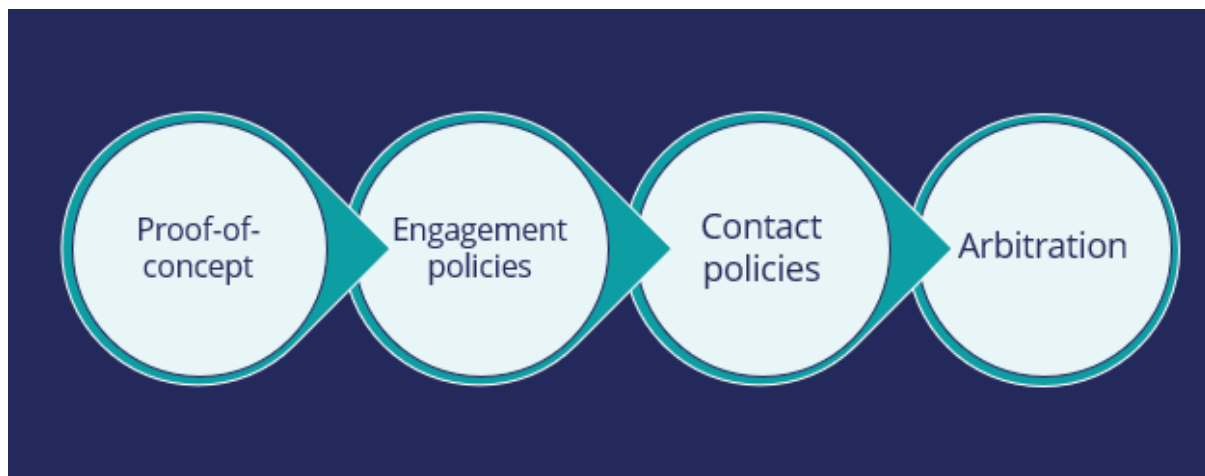 Proof-of-
concept
Engagement
policies
Contact
policies
Arbitration